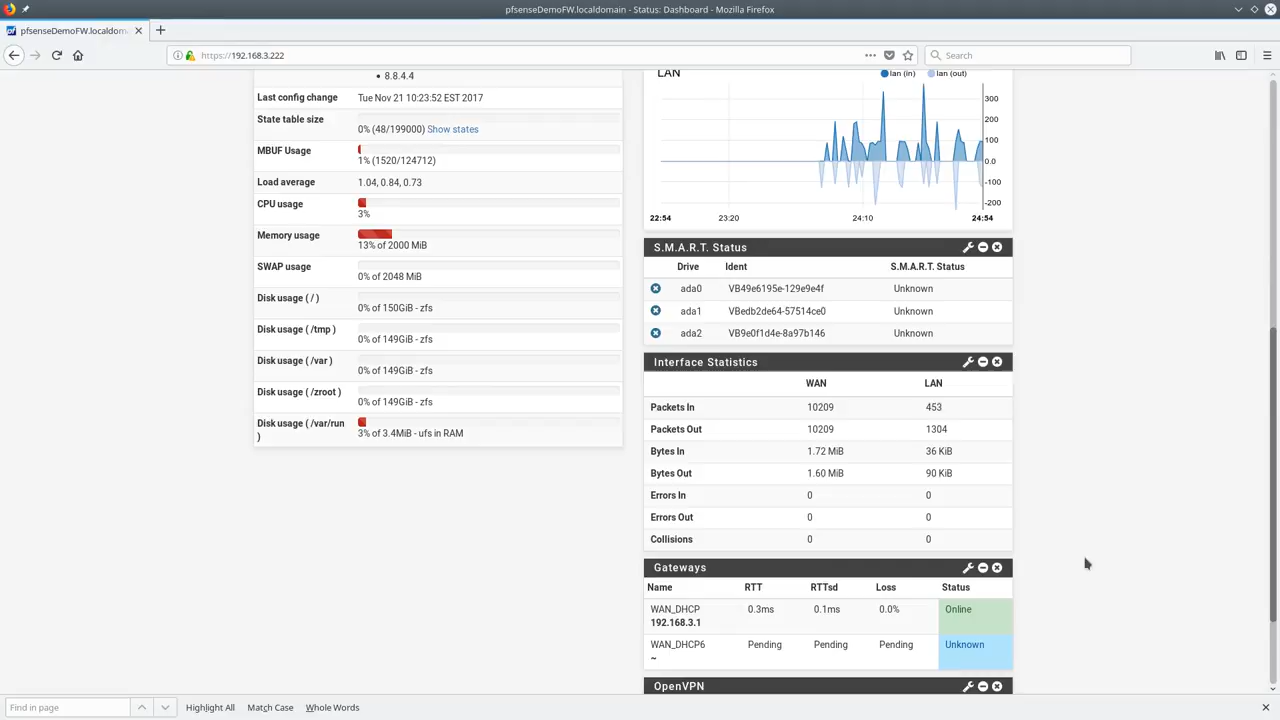 pfsenseDemoFW.localdomain - Status: Dashboard - Mozilla Firefox
pfsenseDemoFW.localdom
https://192.168.3.222
Search
8.8.4.4
Last config change Tue Nov 21 10:23:52 EST 2017
State table size
0% (48/199000) Show states
MBUF Usage
1% (1520/124712)
Load average 1.04, 0.84, 0.73
CPU usage
3%
Memory usage
13% of 2000 MiB
SWAP usage
0% of 2048 MiB
Disk usage ( / )
0% of 150GiB - zfs
Disk usage ( /tmp )
0% of 149GiB - zfs
Disk usage ( /var )
0% of 149GiB - zfs
Disk usage ( /zroot )
0% of 149GiB - zfs
Disk usage ( /var/run
)
3% of 3.4MiB - ufs in RAM
LAN lan (in) lan (out)
300
200
100
0.0
-100
-200
22:54 23:20 24:10 24:54
S.M.A.R.T. Status
Drive Ident S.M.A.R.T. Status
ada0 VB49e6195e-129e9e4f Unknown
ada1 VBedb2de64-57514ce0 Unknown
ada2 VB9e0f1d4e-8a97b146 Unknown
Interface Statistics
WAN LAN
Packets In 10209 453
Packets Out 10209 1304
Bytes In 1.72 MiB 36 KiB
Bytes Out 1.60 MiB 90 KiB
Errors In 0 0
Errors Out 0 0
Collisions 0 0
Gateways
Name RTT RTTsd Loss Status
WAN_DHCP 0.3ms 0.1ms 0.0% Online
192.168.3.1
WAN_DHCP6 Pending Pending Pending Unknown
~
OpenVPN
Find in page Highlight All Match Case Whole Words